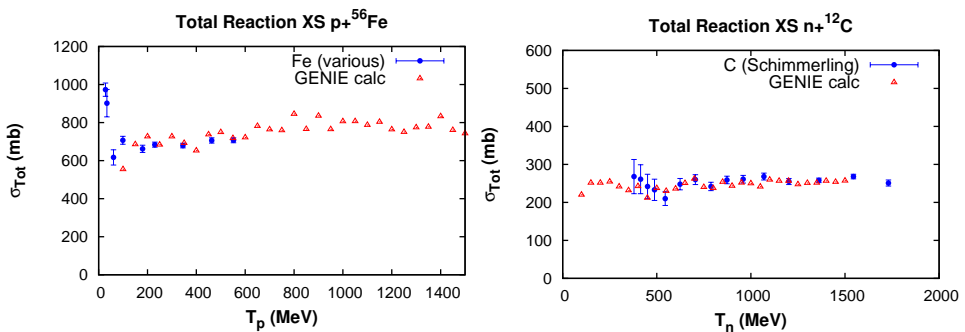 Total Reaction XS p+⁵⁶Fe
σTot (mb)
1200
1000
800
600
400
200
0
Fe (various)
GENIE calc
0 200 400 600 800 1000 1200 1400
Tp (MeV)
Total Reaction XS n+¹²C
σTot (mb)
600
500
400
300
200
100
0
C (Schimmerling)
GENIE calc
0 500 1000 1500 2000
Tn (MeV)